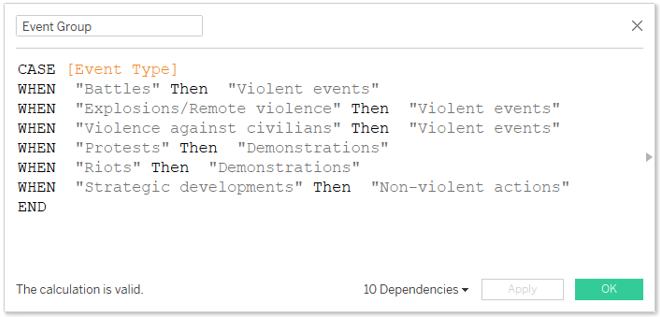 Event Group
CASE [Event Type]
WHEN "Battles" Then "Violent events"
WHEN "Explosions/Remote violence" Then "Violent events"
WHEN "Violence against civilians" Then "Violent events"
WHEN "Protests" Then "Demonstrations"
WHEN "Riots" Then "Demonstrations"
WHEN "Strategic developments" Then "Non-violent actions"
END
The calculation is valid. 10 Dependencies Apply OK